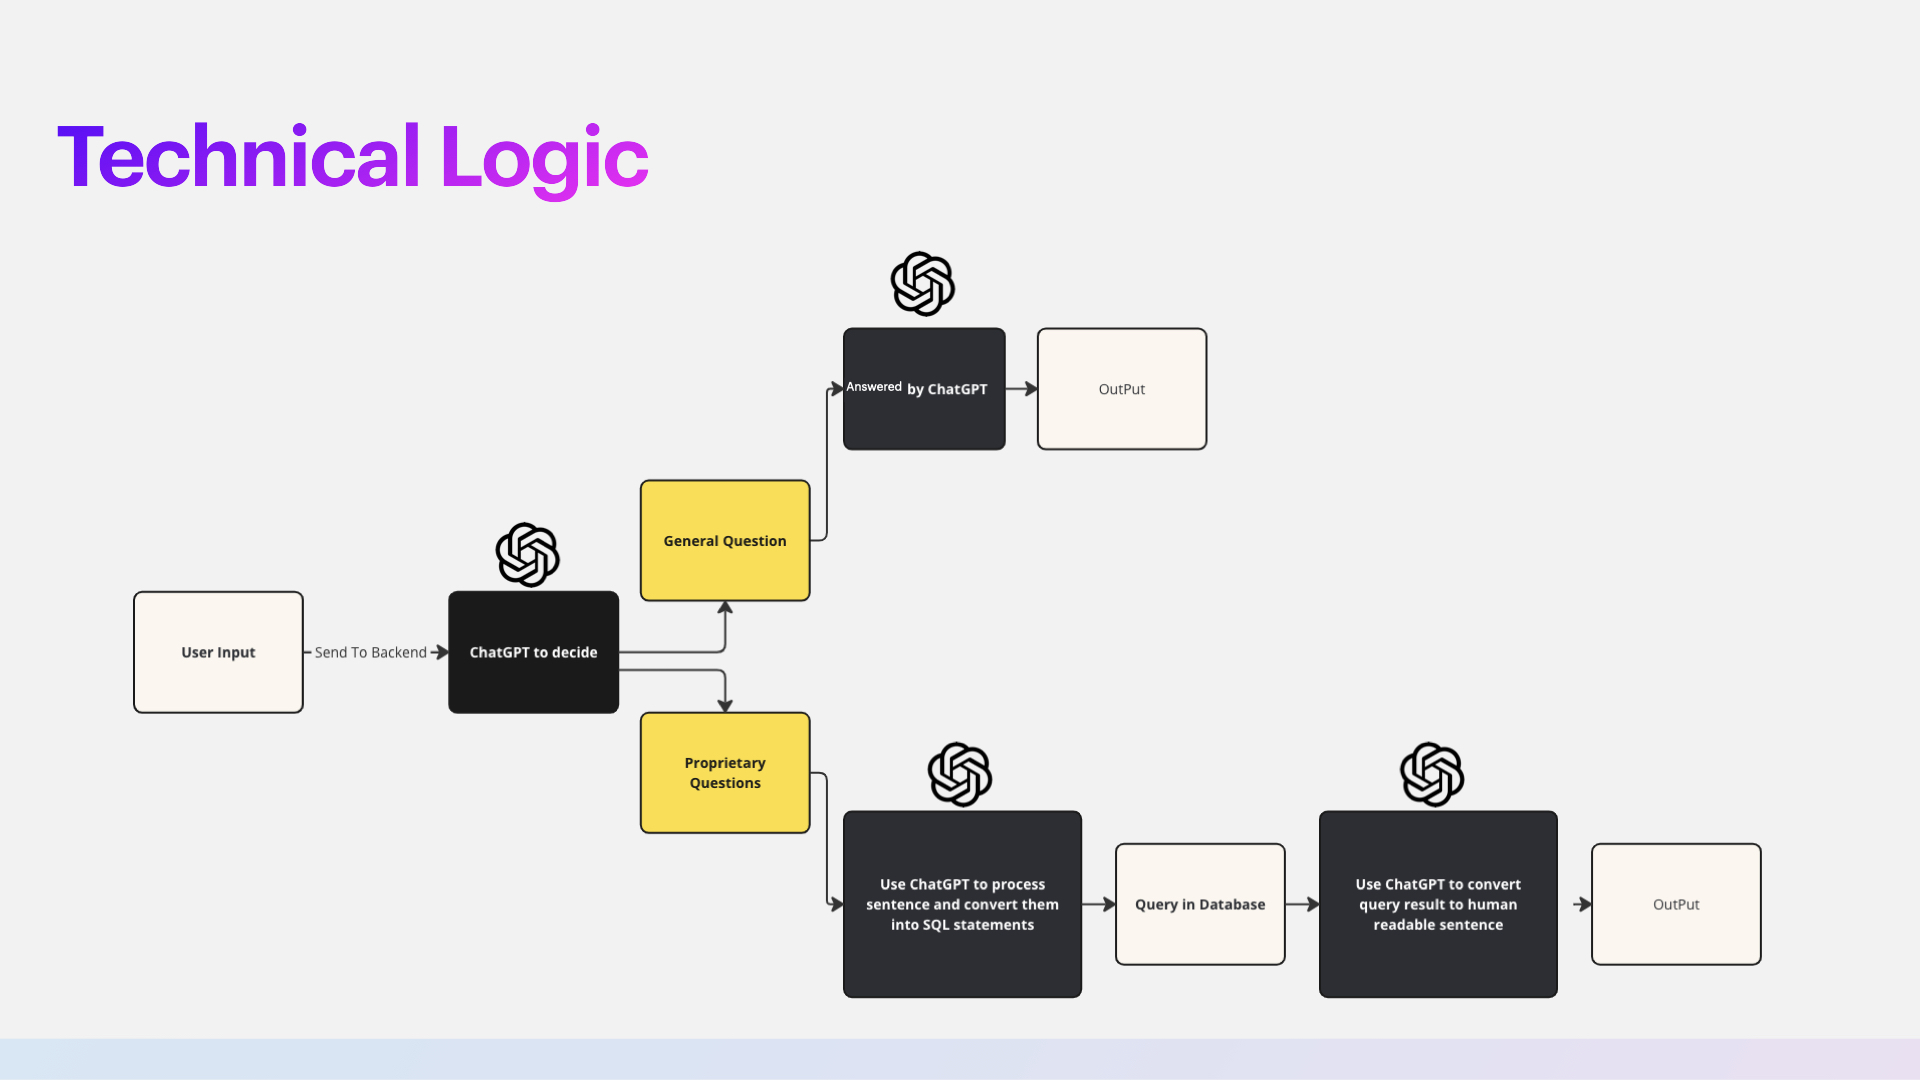 Technical Logic
Answered by ChatGPT
OutPut
General Question
User Input
Send To Backend
ChatGPT to decide
Proprietary
Questions
Use ChatGPT to process
sentence and convert them
into SQL statements
Query in Database
Use ChatGPT to convert
query result to human
readable sentence
OutPut